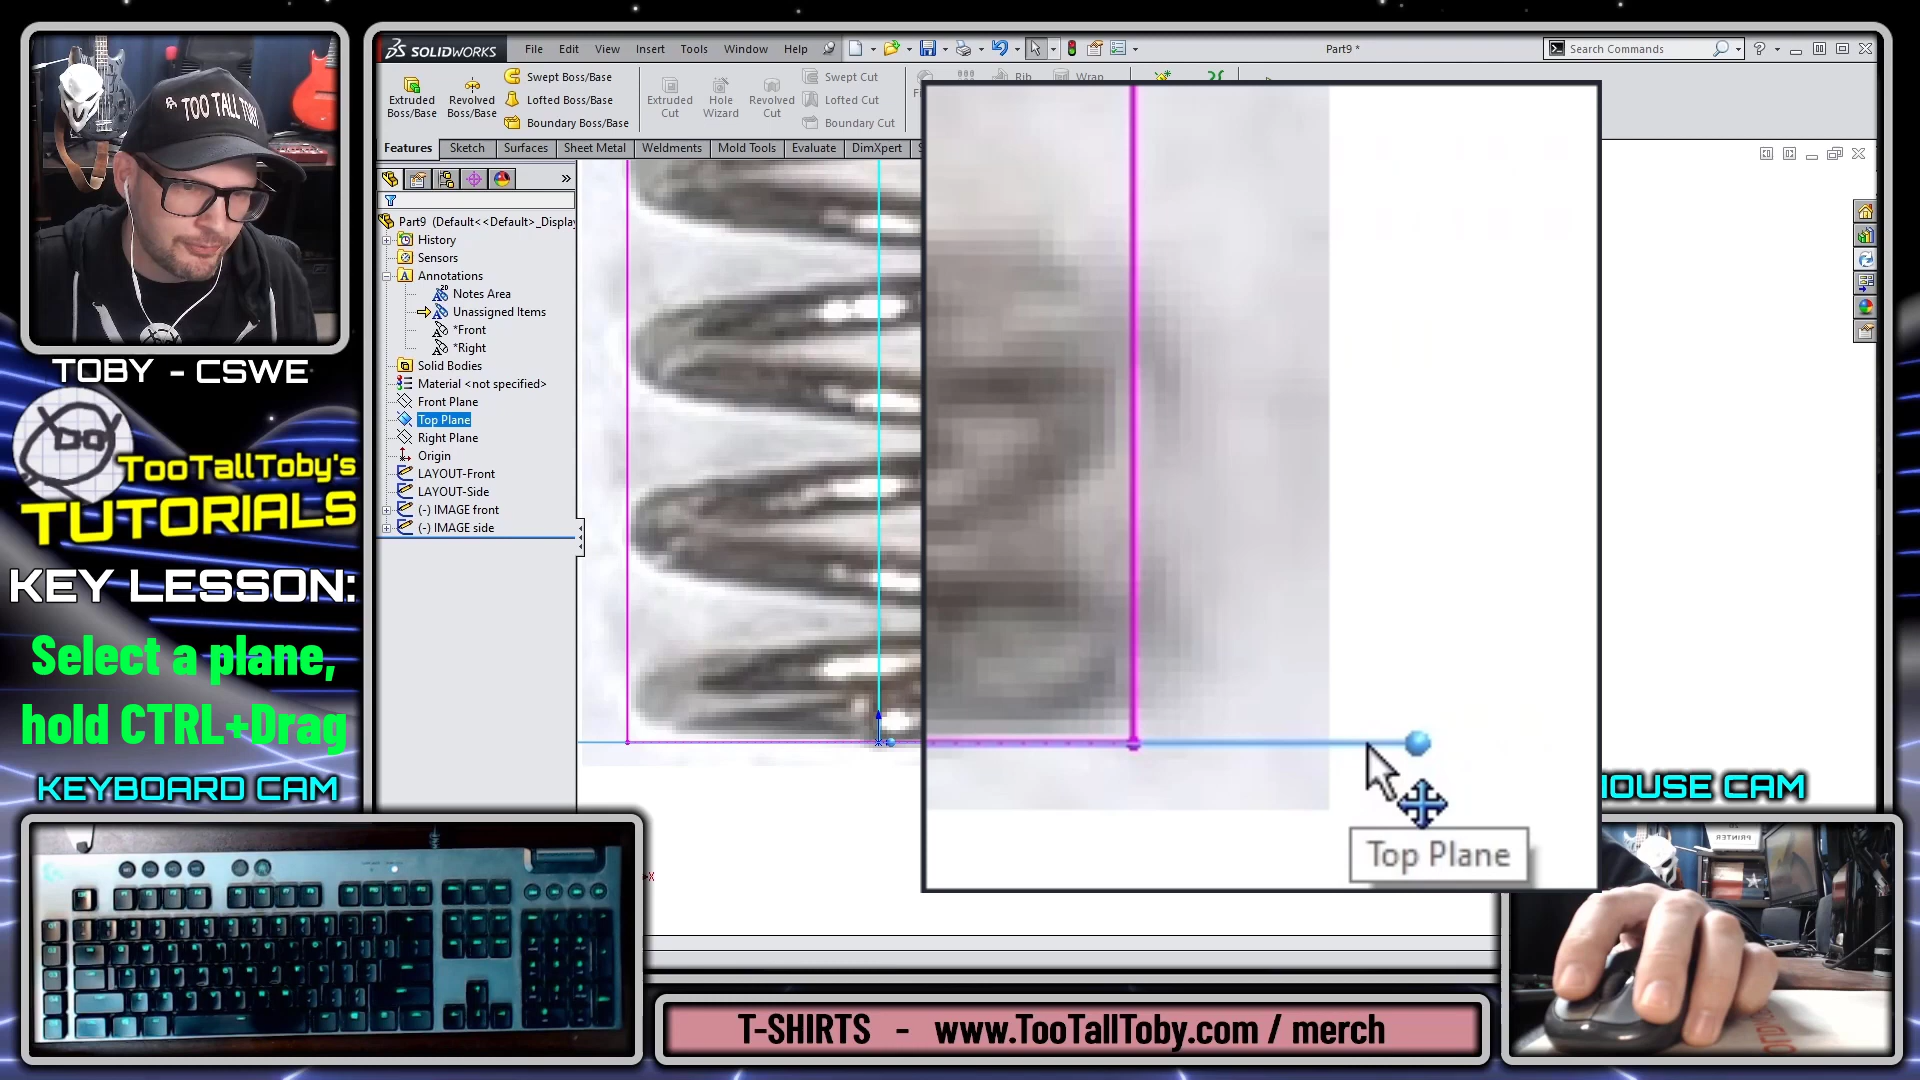 TOO TALL TOBY
TOBY - CSWE
TooTallToby's
TUTORIALS
KEY LESSON:
Select a plane,
hold CTRL+Drag
KEYBOARD CAM
SOLIDWORKS
File Edit View Insert Tools Window Help
Part9 *
Search Commands
Extruded Boss/Base
Revolved Boss/Base
Swept Boss/Base
Lofted Boss/Base
Boundary Boss/Base
Extruded Cut
Hole Wizard
Revolved Cut
Swept Cut
Lofted Cut
Boundary Cut
Rib
Wrap
Features Sketch Surfaces Sheet Metal Weldments Mold Tools Evaluate DimXpert
Part9 (Default<<Default>_Display
History
Sensors
Annotations
Notes Area
Unassigned Items
*Front
*Right
Solid Bodies
Material <not specified>
Front Plane
Top Plane
Right Plane
Origin
LAYOUT-Front
LAYOUT-Side
(-) IMAGE front
(-) IMAGE side
Top Plane
X
MOUSE CAM
PRINTER
T-SHIRTS - www.TooTallToby.com / merch